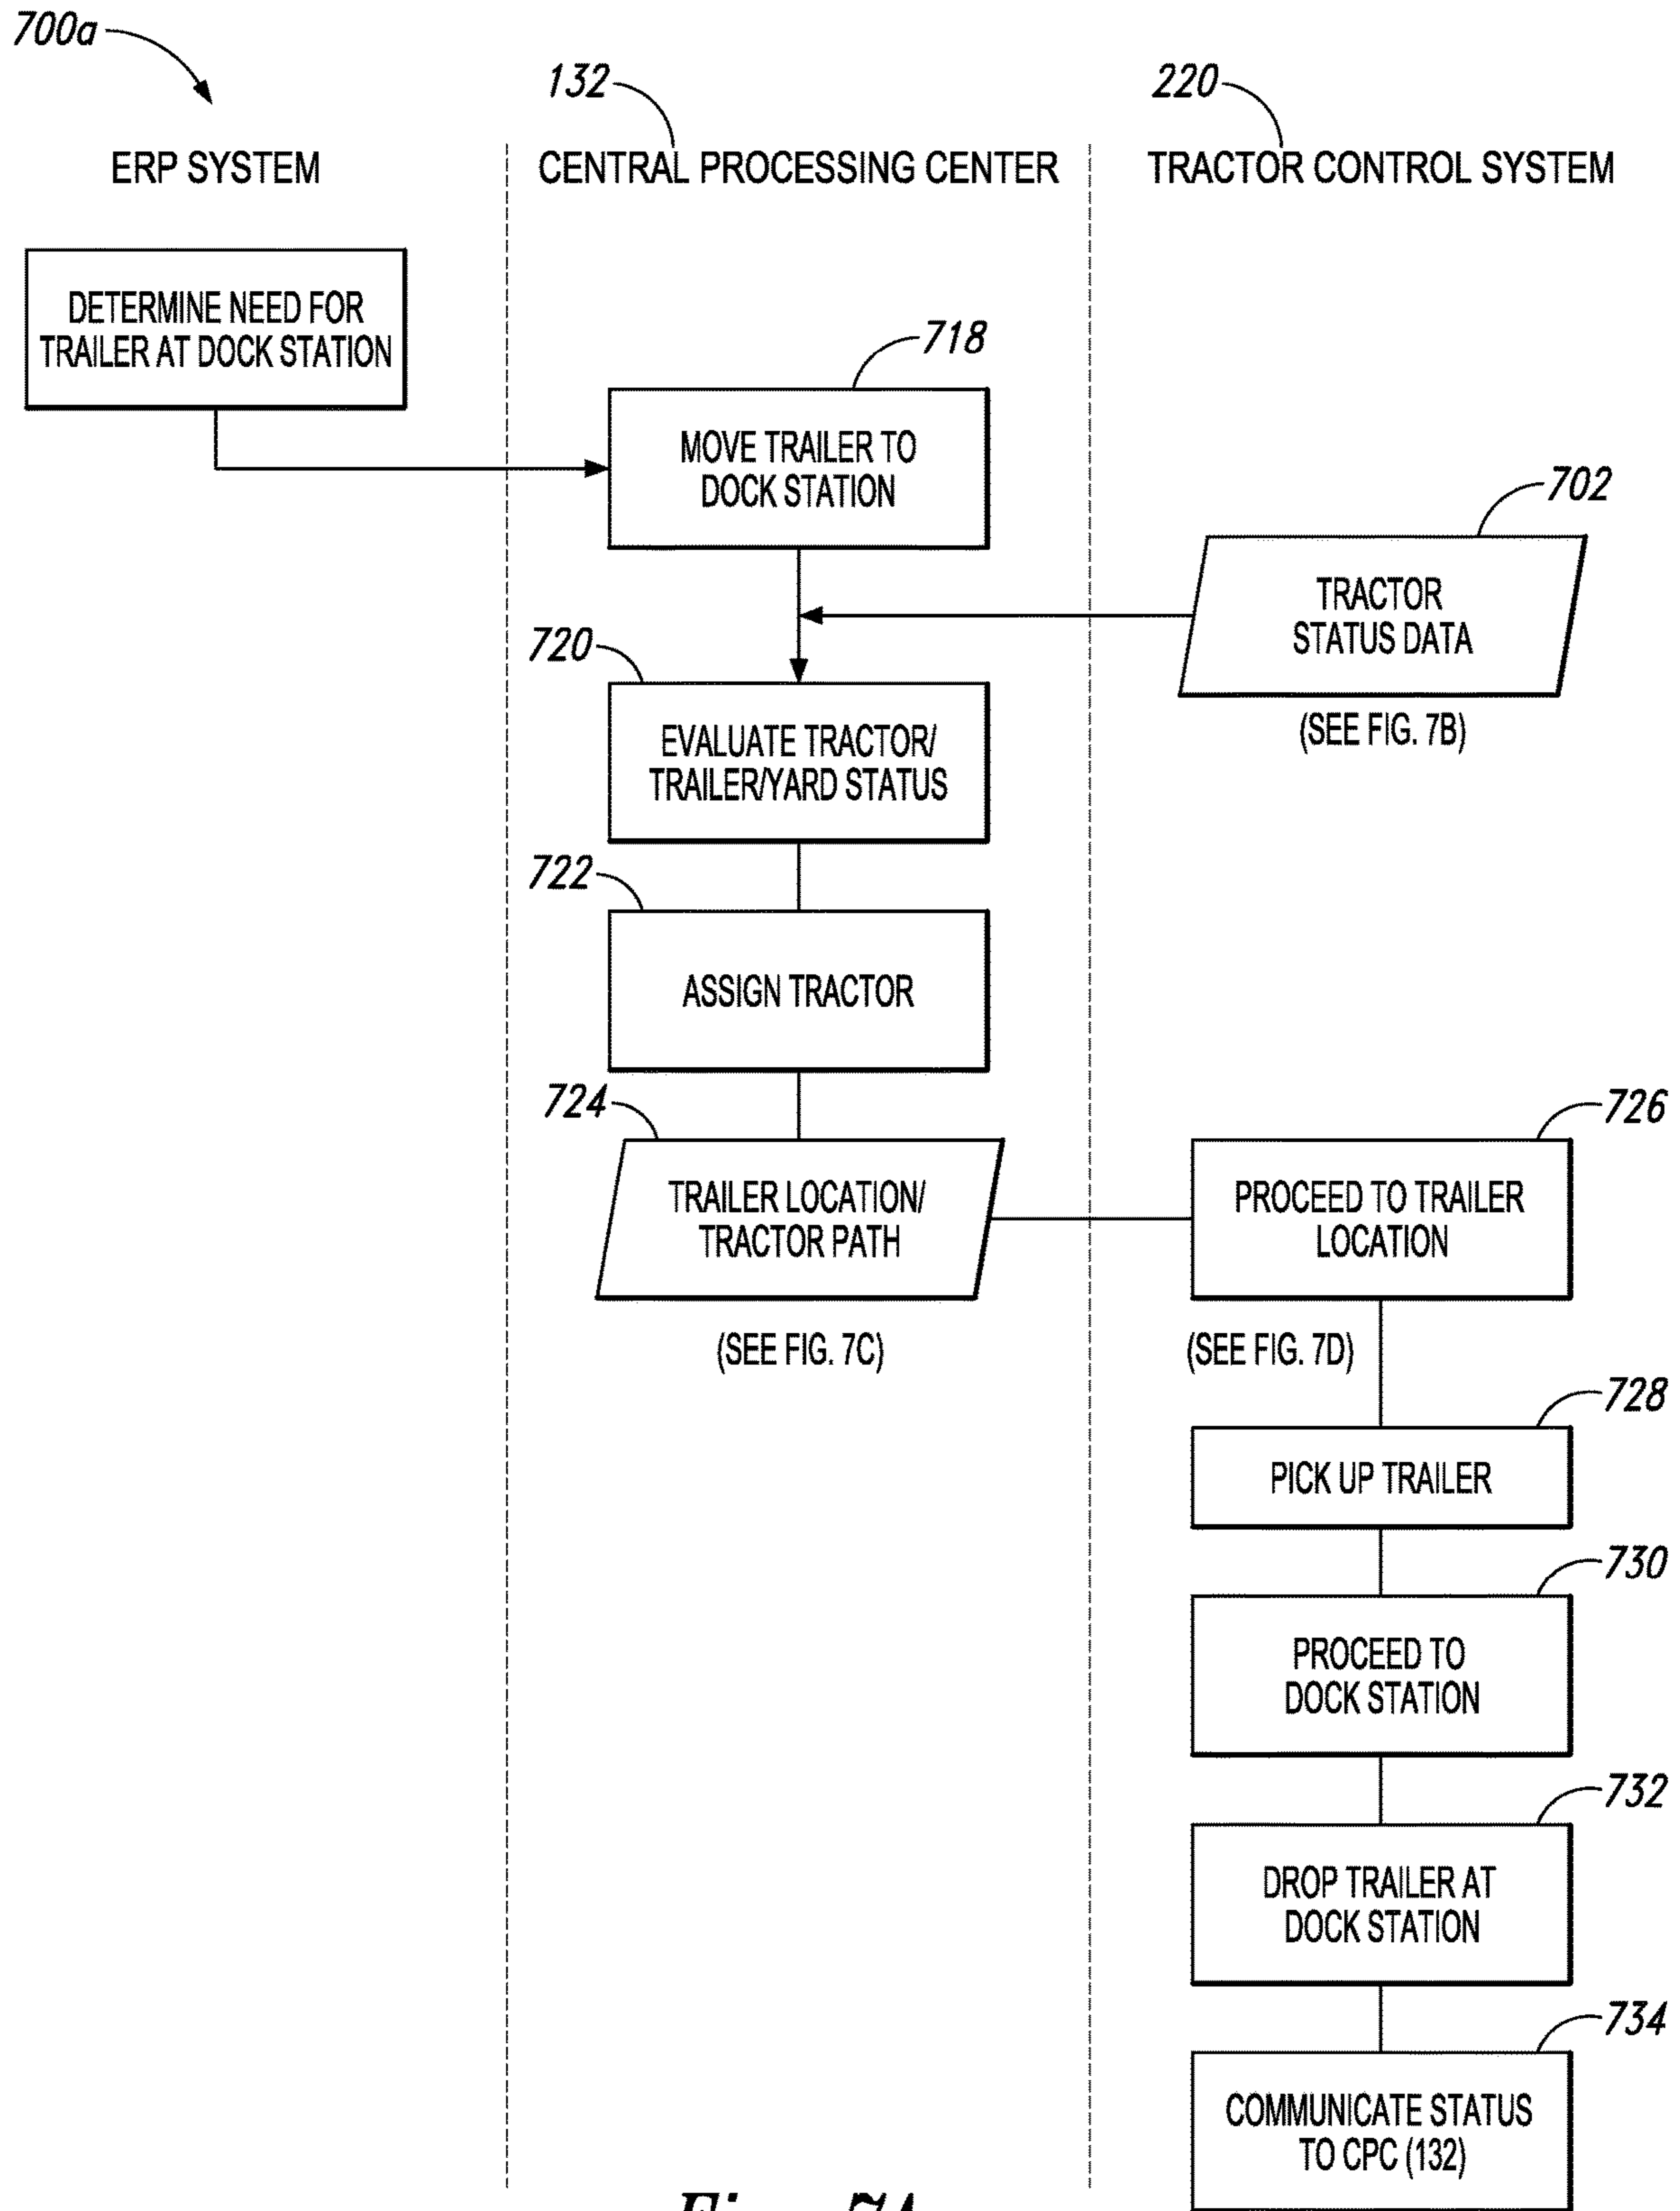 700a
132
220
ERP SYSTEM
CENTRAL PROCESSING CENTER
TRACTOR CONTROL SYSTEM
DETERMINE NEED FOR
TRAILER AT DOCK STATION
718
MOVE TRAILER TO
DOCK STATION
702
TRACTOR
STATUS DATA
(SEE FIG. 7B)
720
EVALUATE TRACTOR/
TRAILER/YARD STATUS
722
ASSIGN TRACTOR
724
TRAILER LOCATION/
TRACTOR PATH
(SEE FIG. 7C)
726
PROCEED TO TRAILER
LOCATION
(SEE FIG. 7D)
728
PICK UP TRAILER
730
PROCEED TO
DOCK STATION
732
DROP TRAILER AT
DOCK STATION
734
COMMUNICATE STATUS
TO CPC (132)